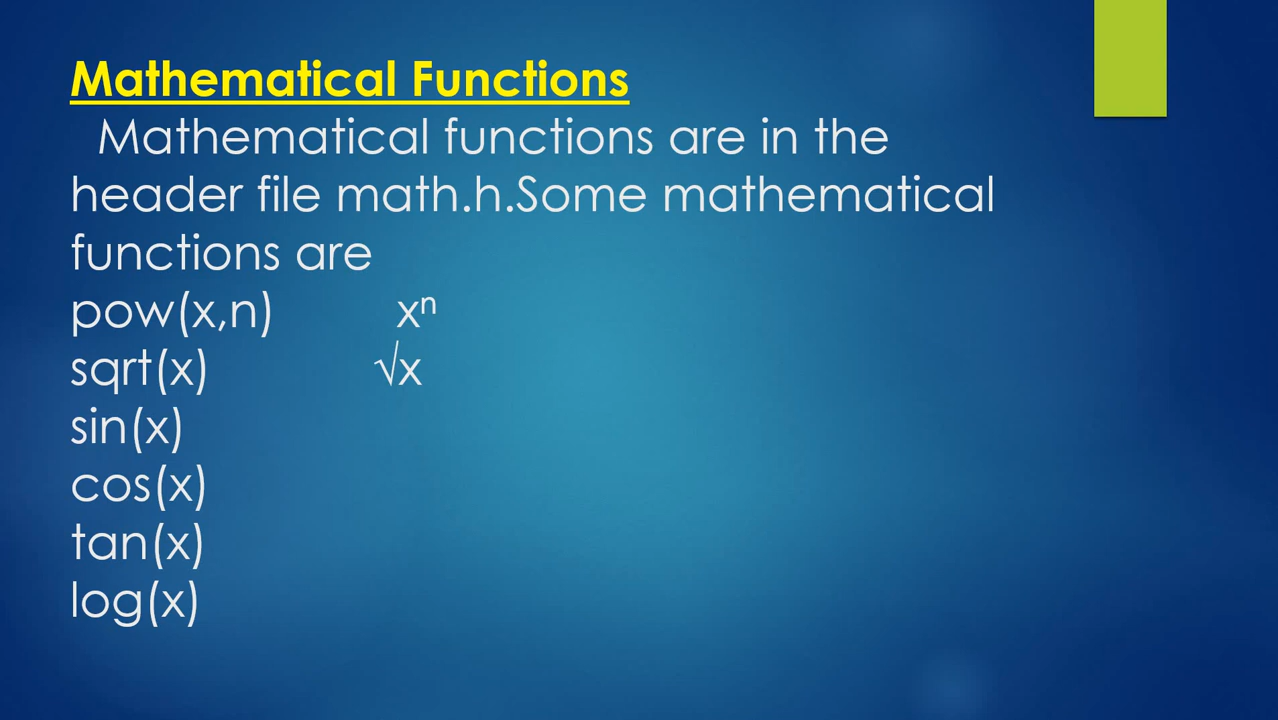 Mathematical Functions
Mathematical functions are in the
header file math.h.Some mathematical
functions are
pow(x,n) xⁿ
sqrt(x) √x
sin(x)
cos(x)
tan(x)
log(x)